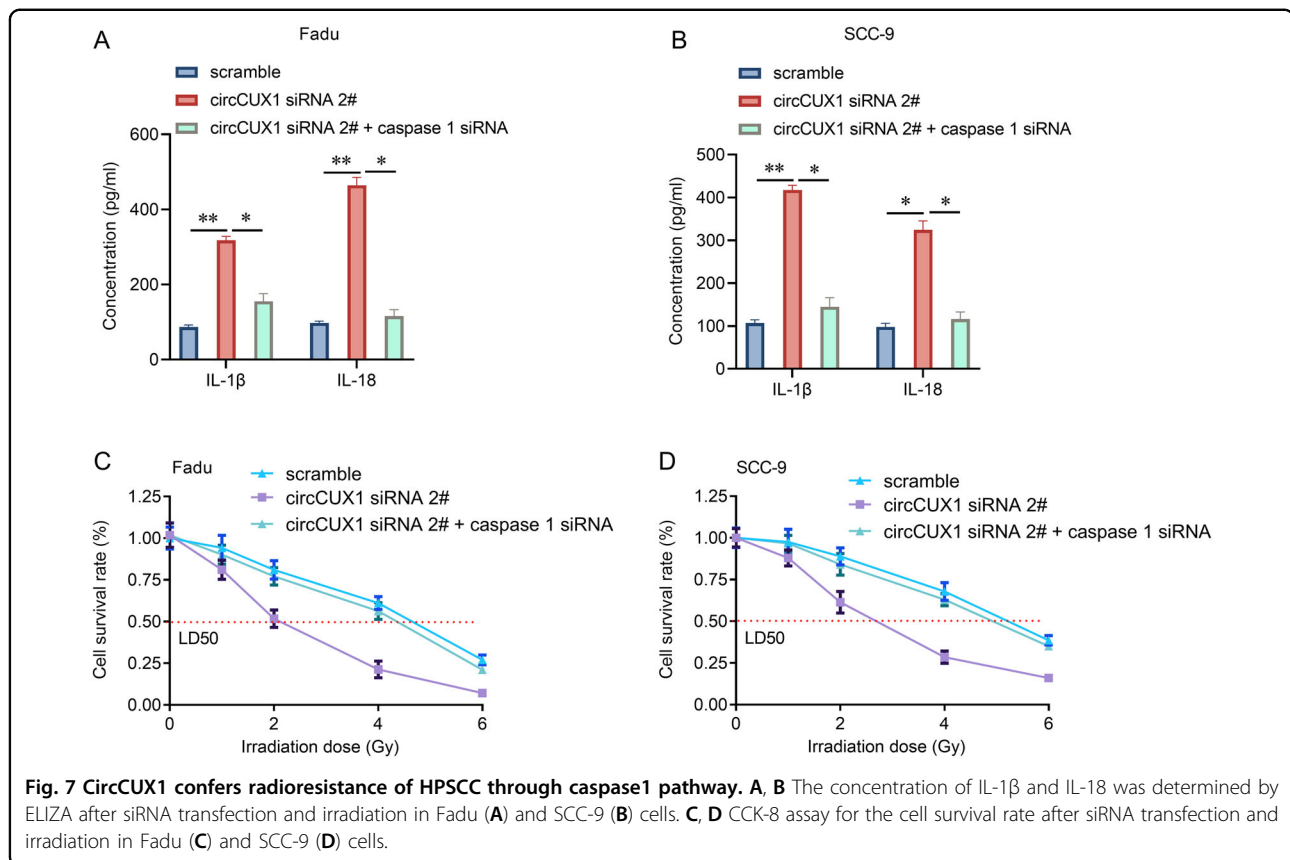 A
Fadu
scramble
circCUX1 siRNA 2#
circCUX1 siRNA 2# + caspase 1 siRNA
Concentration (pg/ml)
600
400
200
0
** * ** *
IL-1β IL-18
B
SCC-9
scramble
circCUX1 siRNA 2#
circCUX1 siRNA 2# + caspase 1 siRNA
Concentration (pg/ml)
500
400
300
200
100
0
** * * *
IL-1β IL-18
C
Fadu
scramble
circCUX1 siRNA 2#
circCUX1 siRNA 2# + caspase 1 siRNA
Cell survival rate (%)
1.25
1.00
0.75
0.50
0.25
0.00
LD50
0 2 4 6
Irradiation dose (Gy)
D
SCC-9
scramble
circCUX1 siRNA 2#
circCUX1 siRNA 2# + caspase 1 siRNA
Cell survival rate (%)
1.25
1.00
0.75
0.50
0.25
0.00
LD50
0 2 4 6
Irradiation dose (Gy)
Fig. 7 CircCUX1 confers radioresistance of HPSCC through caspase1 pathway. A, B The concentration of IL-1β and IL-18 was determined by
ELIZA after siRNA transfection and irradiation in Fadu (A) and SCC-9 (B) cells. C, D CCK-8 assay for the cell survival rate after siRNA transfection and
irradiation in Fadu (C) and SCC-9 (D) cells.